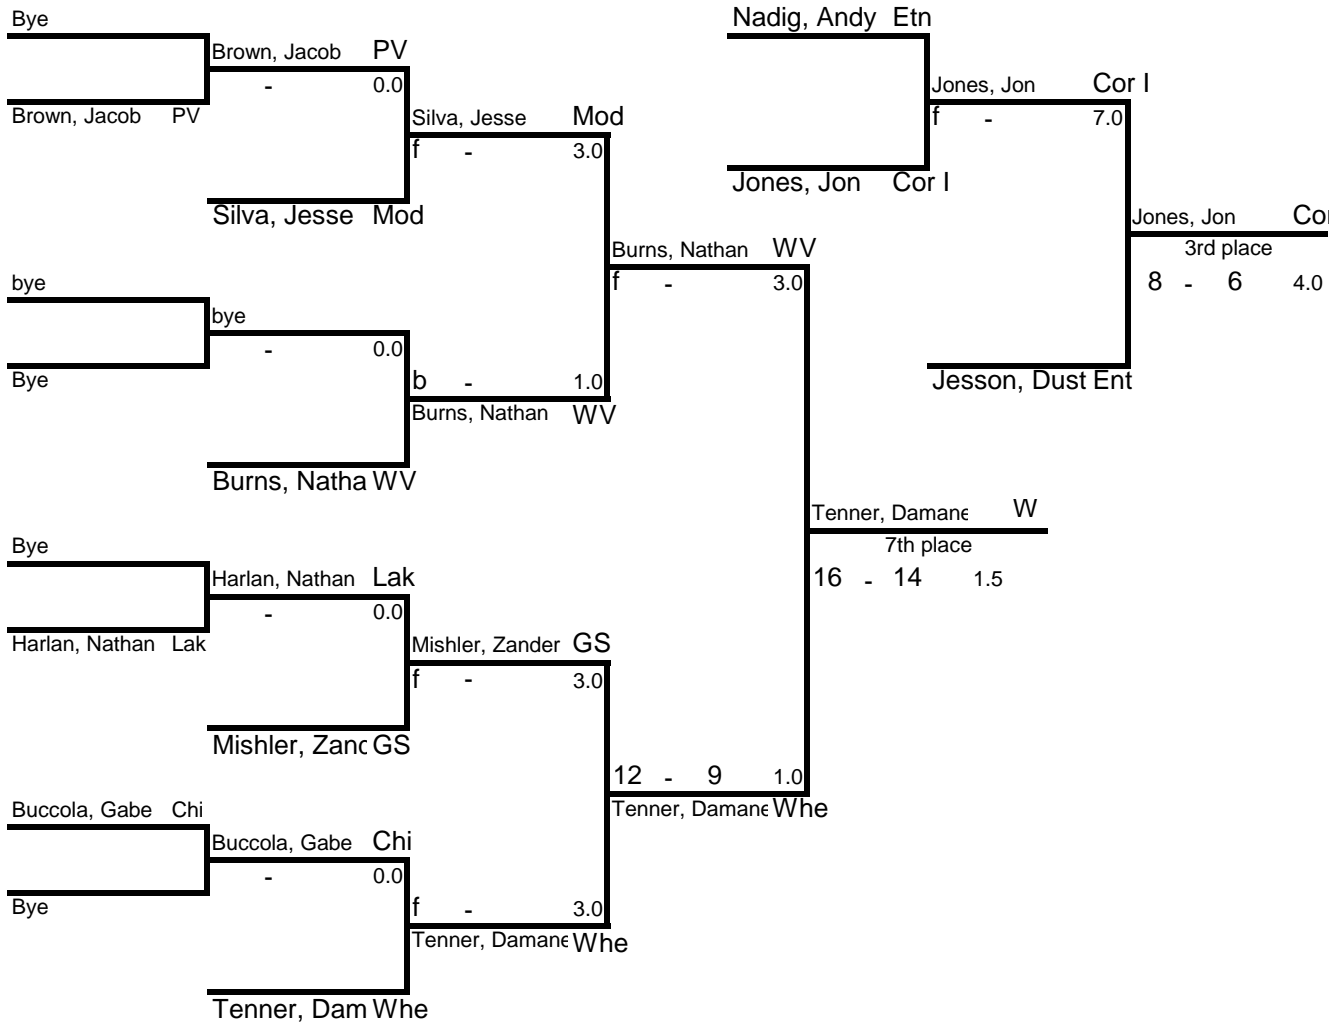 Bye
Nadig, Andy Etn
Brown, Jacob PV
- 0.0
Jones, Jon Cor I
Brown, Jacob PV
Silva, Jesse Mod
f - 7.0
f - 3.0
Jones, Jon Cor I
Silva, Jesse Mod
Jones, Jon Cor
3rd place
Burns, Nathan WV
bye
f - 3.0
8 - 6 4.0
bye
- 0.0
Bye
b - 1.0
Jesson, Dust Ent
Burns, Nathan WV
Burns, Natha WV
Tenner, Damane W
7th place
Bye
Harlan, Nathan Lak
16 - 14 1.5
- 0.0
Harlan, Nathan Lak
Mishler, Zander GS
f - 3.0
Mishler, Zanc GS
12 - 9 1.0
Buccola, Gabe Chi
Tenner, Damane Whe
Buccola, Gabe Chi
- 0.0
Bye
f - 3.0
Tenner, Damane Whe
Tenner, Dam Whe